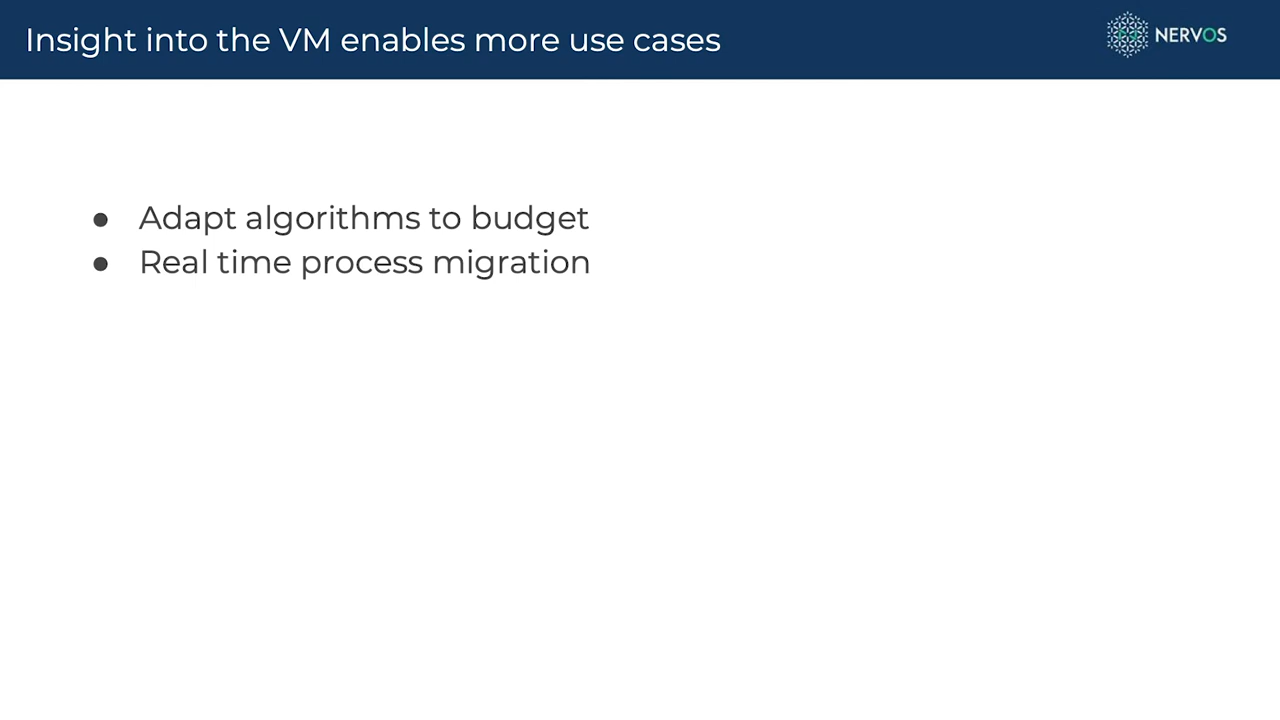 Insight into the VM enables more use cases
NERVOS
● Adapt algorithms to budget
● Real time process migration